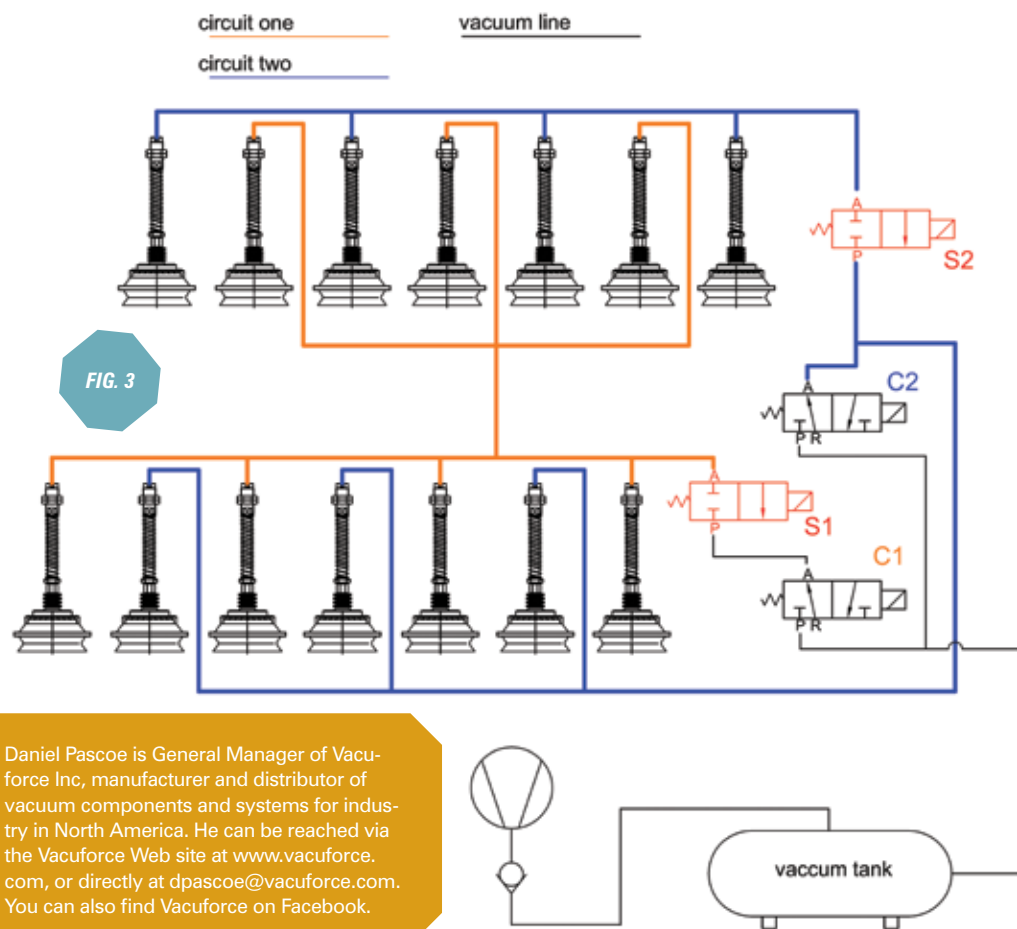 circuit one
vacuum line
circuit two
A
S2
P
FIG. 3
C2
A
P R
A
S1
P
C1
A
P R
Daniel Pascoe is General Manager of Vacu-
force Inc, manufacturer and distributor of
vacuum components and systems for indus-
try in North America. He can be reached via
the Vacuforce Web site at www.vacuforce.
com, or directly at dpascoe@vacuforce.com.
You can also find Vacuforce on Facebook.
vaccum tank